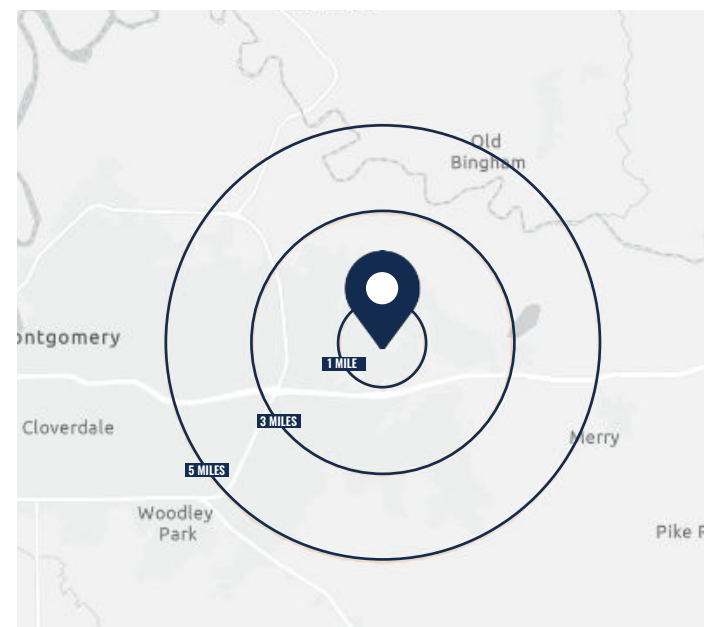 Old
Bingham
ontgomery
1 MILE
3 MILES
Cloverdale
Merry
5 MILES
Woodley
Park
Pike